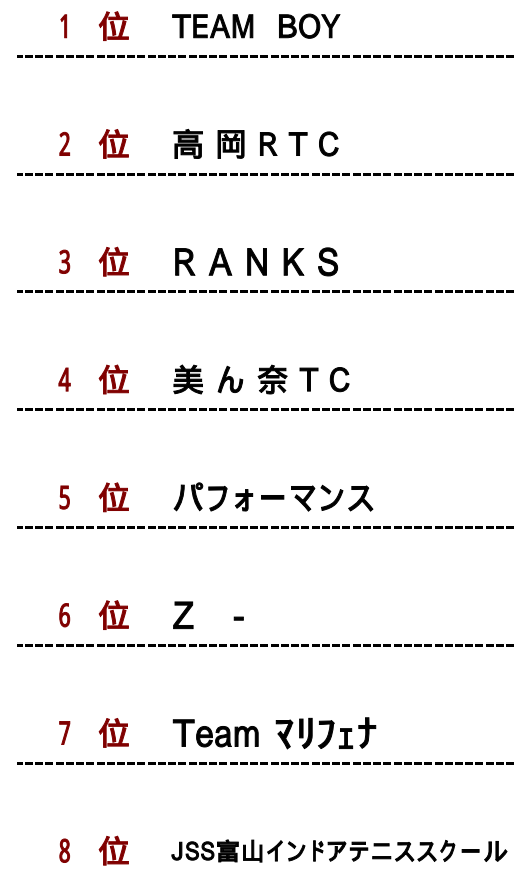 1 位 TEAM BOY
2 位 高岡RTC
3 位 RANKS
4 位 美ん奈TC
5 位 パフォーマンス
6 位 Z -
7 位 Team ﾏﾘﾌｪﾅ
8 位 JSS富山インドアテニススクール